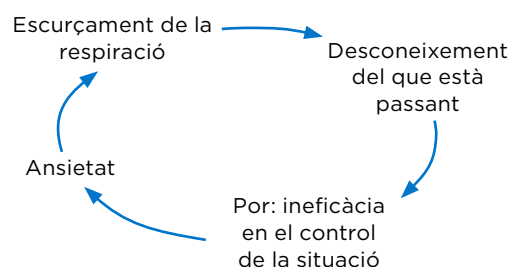 Escurçament de la
respiració
Desconeixement
del que està
passant
Por: ineficàcia
en el control
de la situació
Ansietat